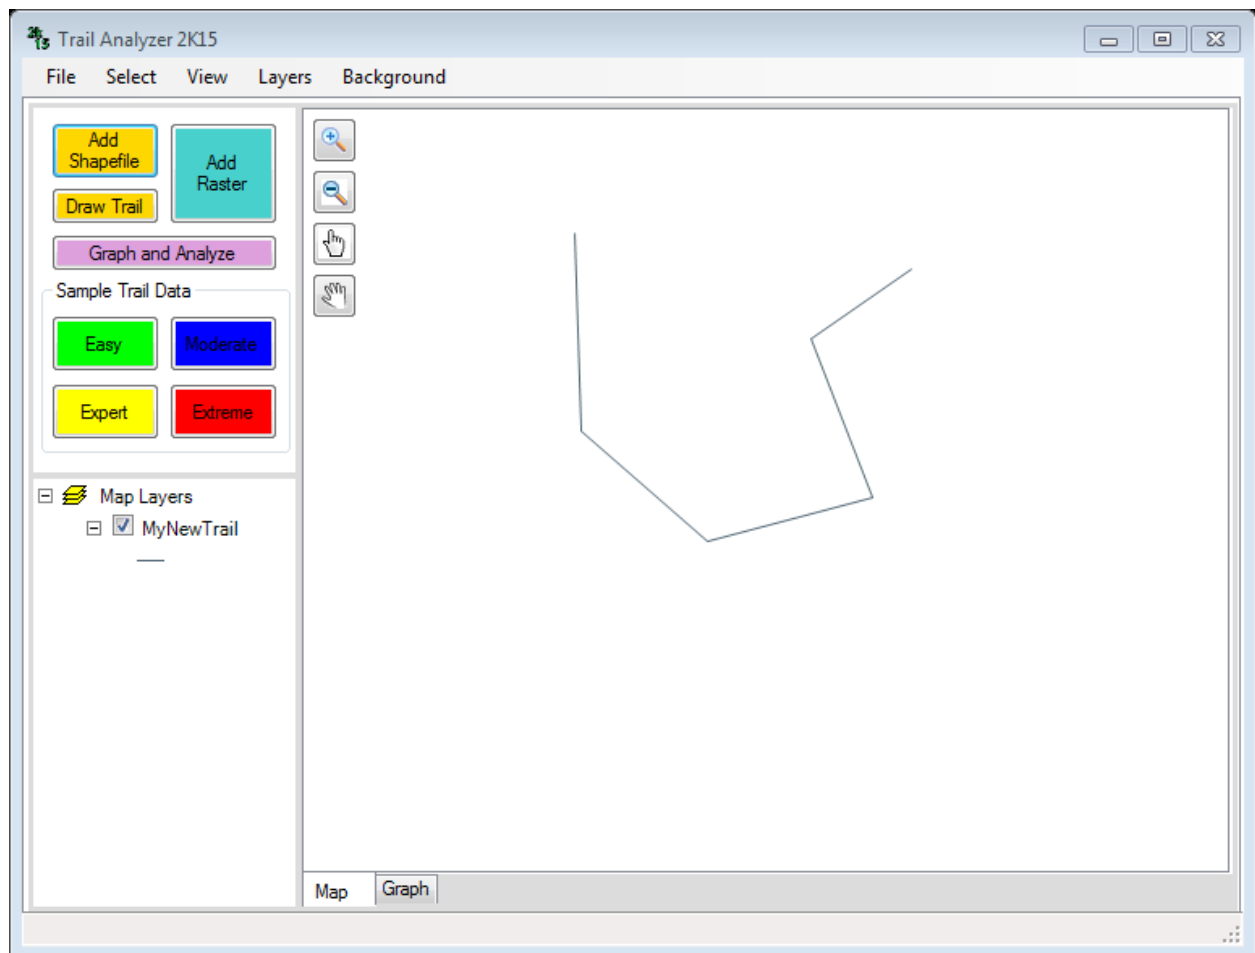 Trail Analyzer 2K15
File Select View Layers Background
Add
Shapefile
Add
Raster
Draw Trail
Graph and Analyze
Sample Trail Data
Easy Moderate
Expert Extreme
Map Layers
MyNewTrail
Map Graph